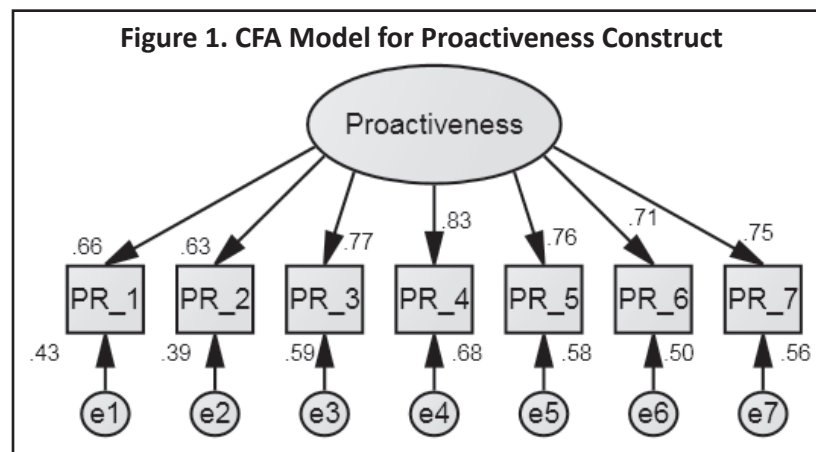 Figure 1. CFA Model for Proactiveness Construct
Proactiveness
.66 .63 .77 .83 .76 .71 .75
PR_1 PR_2 PR_3 PR_4 PR_5 PR_6 PR_7
.43 .39 .59 .68 .58 .50 .56
e1 e2 e3 e4 e5 e6 e7